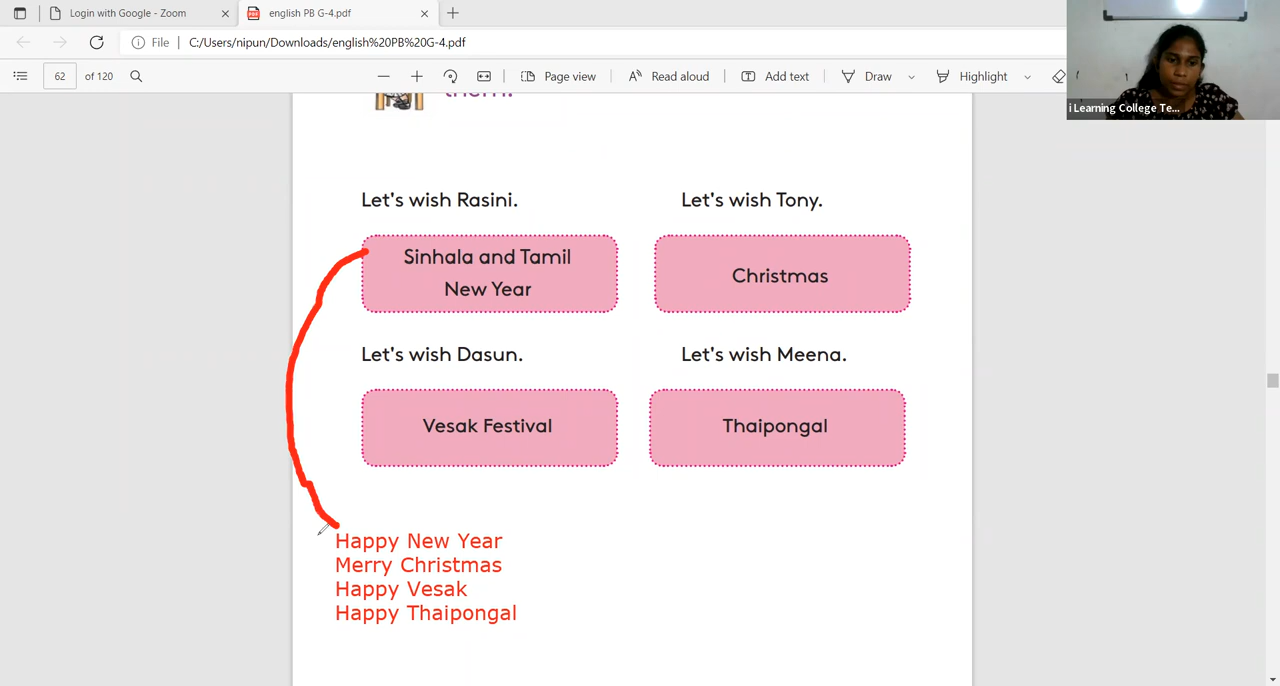 Login with Google - Zoom
english PB G-4.pdf
File
C:/Users/nipun/Downloads/english%20PB%20G-4.pdf
62 of 120
Page view
Read aloud
Add text
Draw
Highlight
i Learning College Te...
them.
Let's wish Rasini.
Let's wish Tony.
Sinhala and Tamil
New Year
Christmas
Let's wish Dasun.
Let's wish Meena.
Vesak Festival
Thaipongal
Happy New Year
Merry Christmas
Happy Vesak
Happy Thaipongal